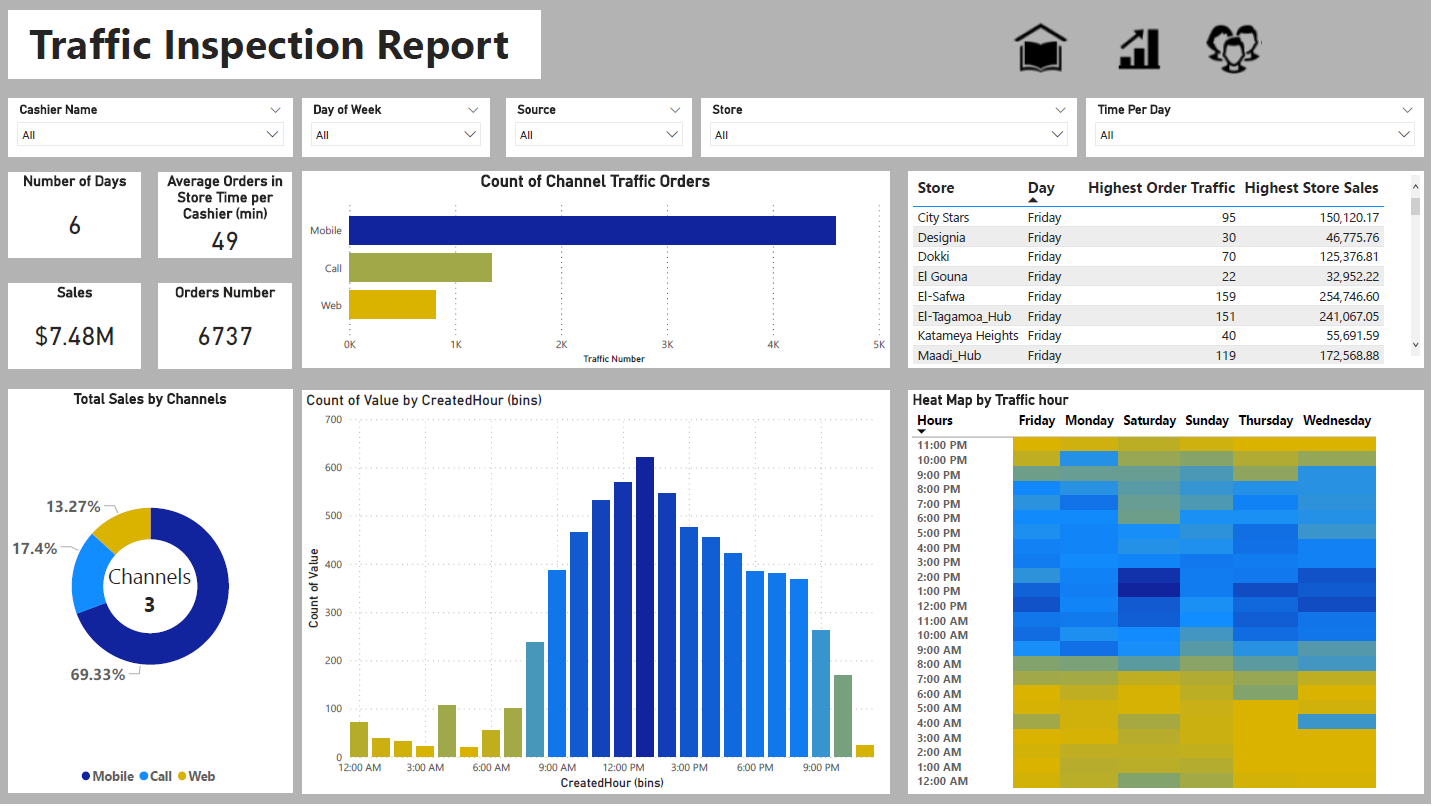 Traffic Inspection Report
Cashier Name
All
Day of Week
All
Source
All
Store
All
Time Per Day
All
Number of Days
6
Average Orders in
Store Time per
Cashier (min)
49
Sales
$7.48M
Orders Number
6737
Count of Channel Traffic Orders
Mobile
Call
Web
0K 1K 2K 3K 4K 5K
Traffic Number
Store Day Highest Order Traffic Highest Store Sales
City Stars Friday 95 150,120.17
Designia Friday 30 46,775.76
Dokki Friday 70 125,376.81
El Gouna Friday 22 32,952.22
El-Safwa Friday 159 254,746.60
El-Tagamoa_Hub Friday 151 241,067.05
Katameya Heights Friday 40 55,691.59
Maadi_Hub Friday 119 172,568.88
Total Sales by Channels
13.27%
17.4%
Channels
3
69.33%
Mobile Call Web
Count of Value by CreatedHour (bins)
Count of Value
700
600
500
400
300
200
100
0
12:00 AM 3:00 AM 6:00 AM 9:00 AM 12:00 PM 3:00 PM 6:00 PM 9:00 PM
CreatedHour (bins)
Heat Map by Traffic hour
Hours Friday Monday Saturday Sunday Thursday Wednesday
11:00 PM
10:00 PM
9:00 PM
8:00 PM
7:00 PM
6:00 PM
5:00 PM
4:00 PM
3:00 PM
2:00 PM
1:00 PM
12:00 PM
11:00 AM
10:00 AM
9:00 AM
8:00 AM
7:00 AM
6:00 AM
5:00 AM
4:00 AM
3:00 AM
2:00 AM
1:00 AM
12:00 AM